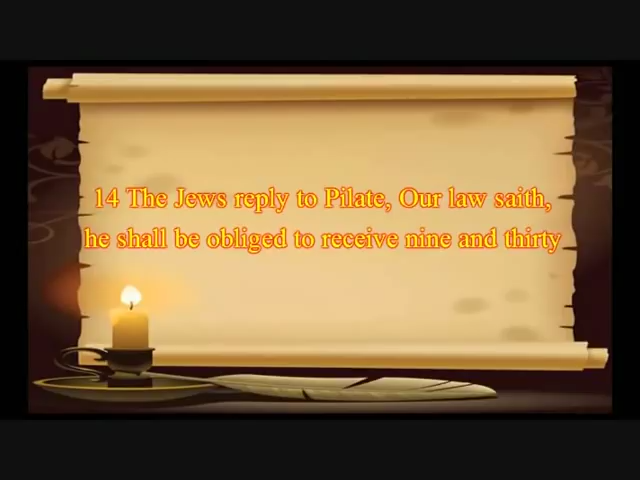 14 The Jews reply to Pilate, Our law saith,
he shall be obliged to receive nine and thirty